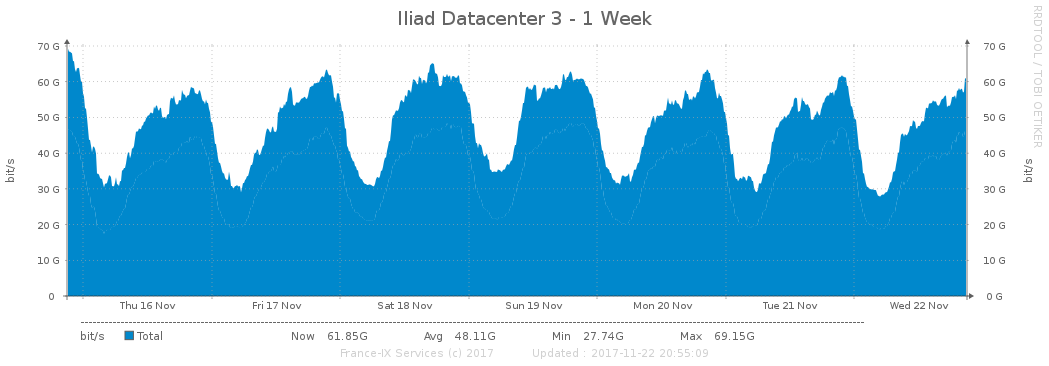 Iliad Datacenter 3 - 1 Week
RRDTOOL / TOBI OETIKER
bit/s
70 G 70 G
60 G 60 G
50 G 50 G
40 G 40 G
30 G 30 G
20 G 20 G
10 G 10 G
0 0 G
bit/s
Thu 16 Nov Fri 17 Nov Sat 18 Nov Sun 19 Nov Mon 20 Nov Tue 21 Nov Wed 22 Nov
bit/s Total Now 61.85G Avg 48.11G Min 27.74G Max 69.15G
France-IX Services (c) 2017 Updated : 2017-11-22 20:55:09